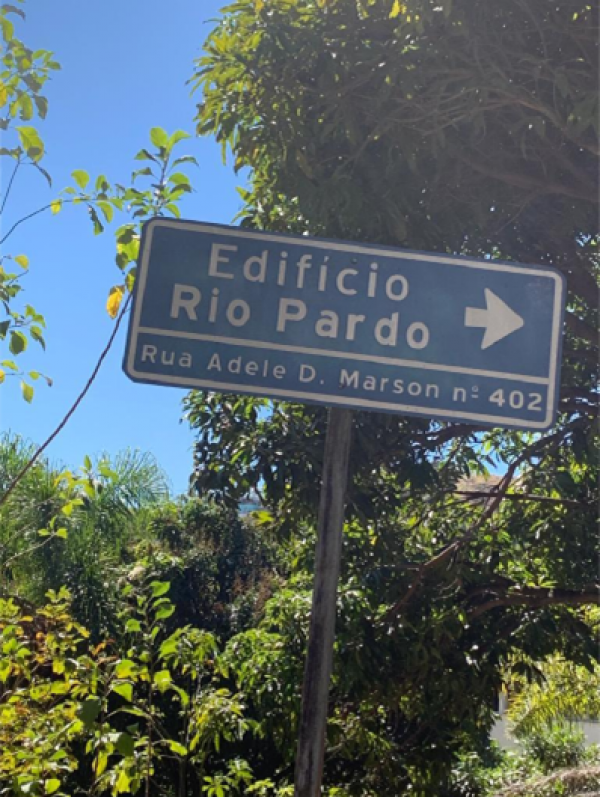 Edifício
Rio Pardo
Rua Adele D. Marson nº 402